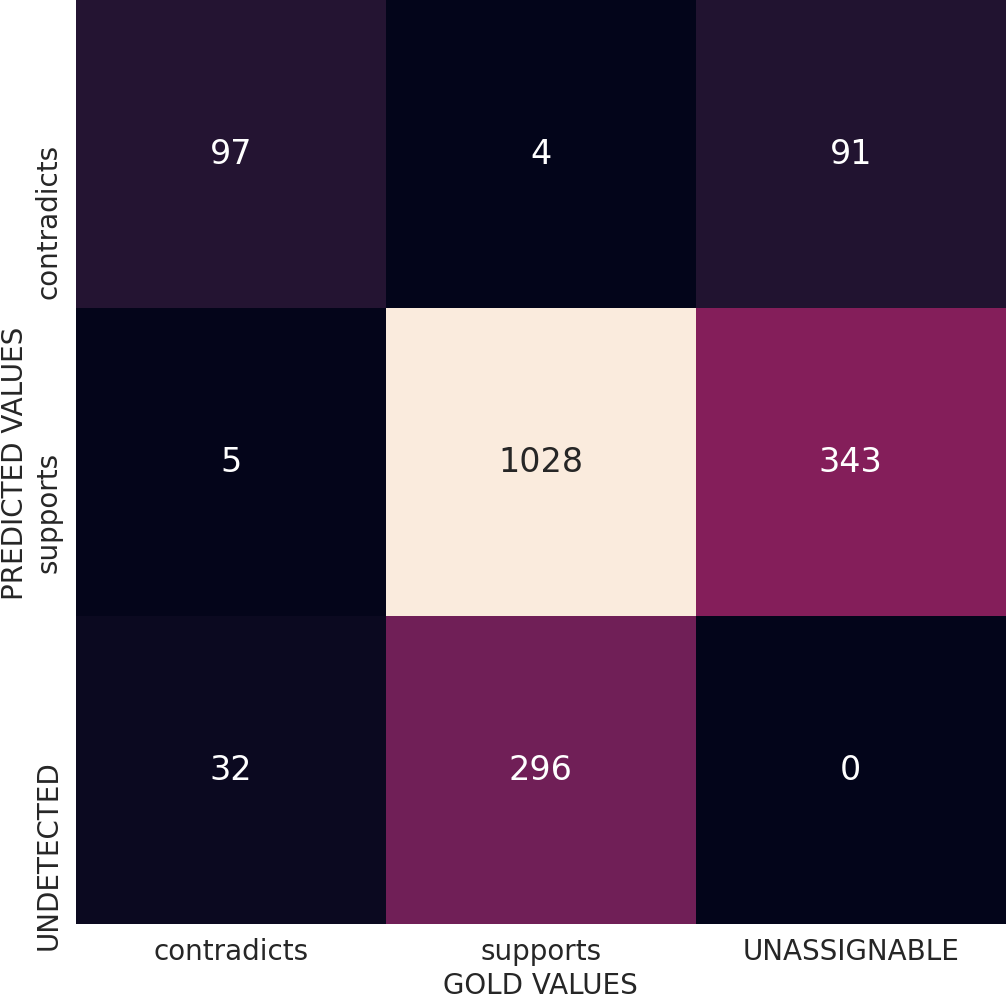 97 4 91
contradicts
5 1028 343
supports
PREDICTED VALUES
32 296 0
UNDETECTED
contradicts supports UNASSIGNABLE
GOLD VALUES